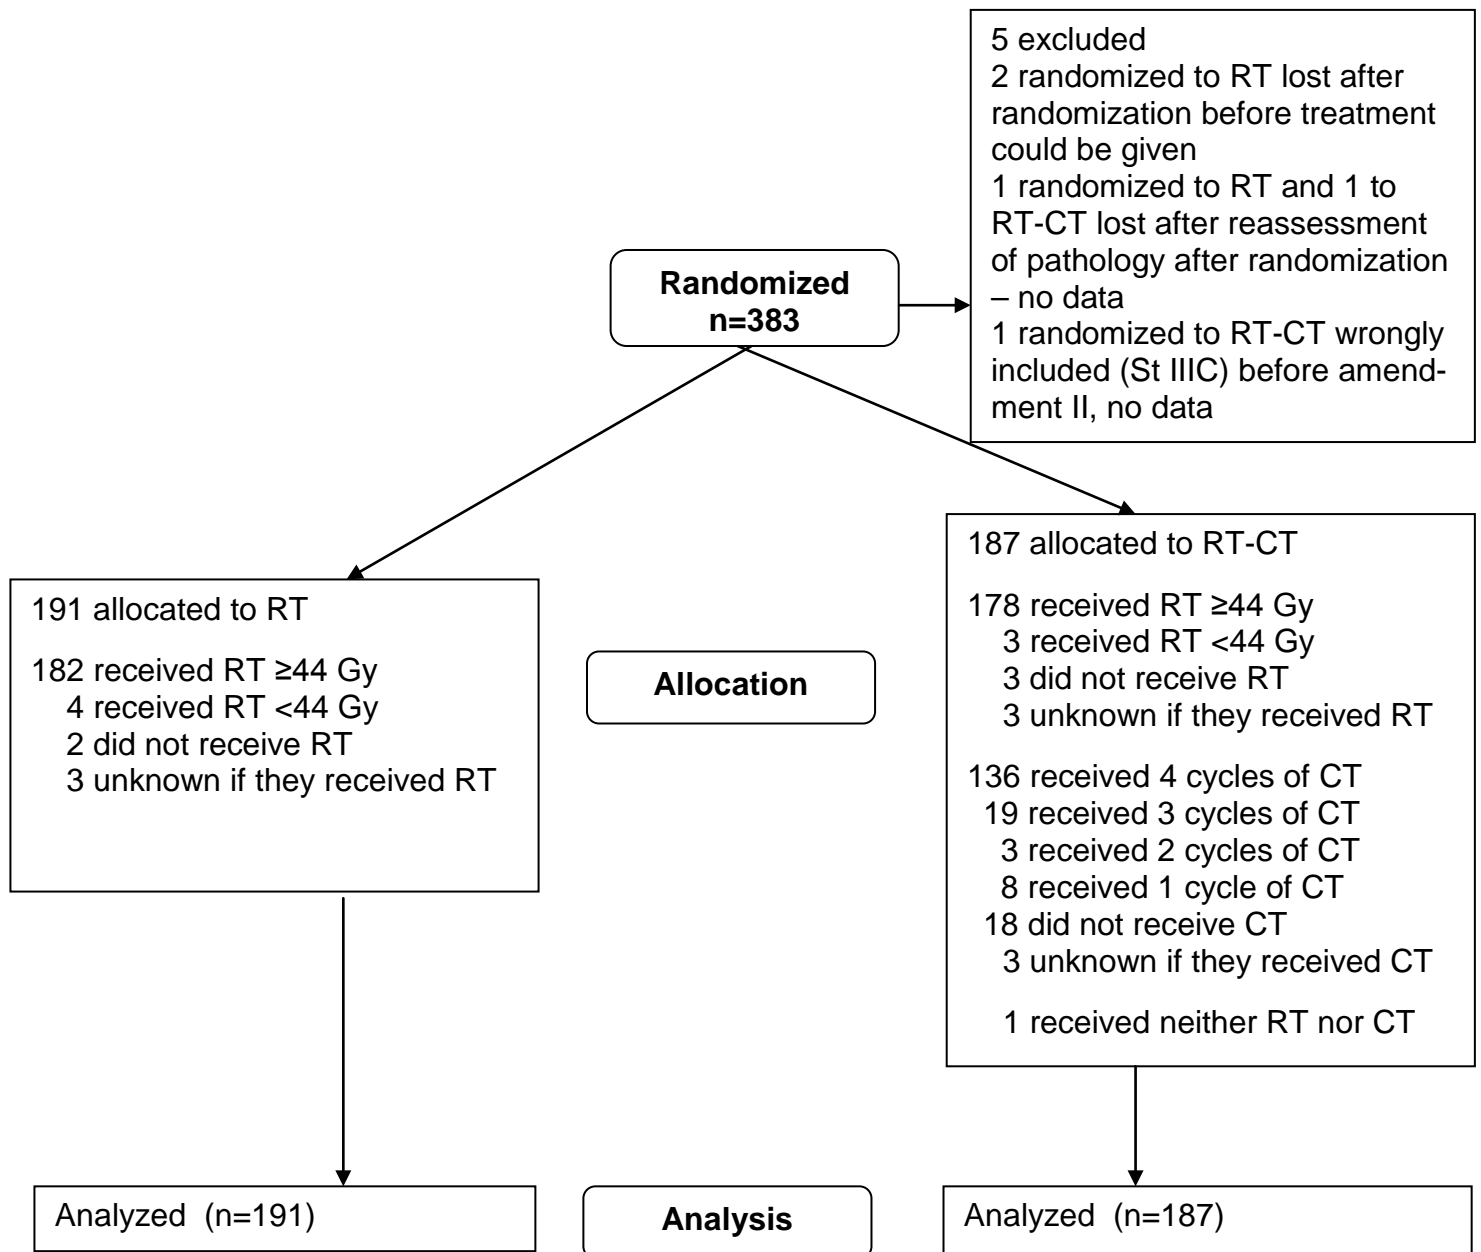 5 excluded
2 randomized to RT lost after
randomization before treatment
could be given
1 randomized to RT and 1 to
RT-CT lost after reassessment
of pathology after randomization
– no data
1 randomized to RT-CT wrongly
included (St IIIC) before amend-
ment II, no data
Randomized
n=383
191 allocated to RT
182 received RT ≥44 Gy
4 received RT <44 Gy
2 did not receive RT
3 unknown if they received RT
Allocation
187 allocated to RT-CT
178 received RT ≥44 Gy
3 received RT <44 Gy
3 did not receive RT
3 unknown if they received RT
136 received 4 cycles of CT
19 received 3 cycles of CT
3 received 2 cycles of CT
8 received 1 cycle of CT
18 did not receive CT
3 unknown if they received CT
1 received neither RT nor CT
Analyzed (n=191)
Analysis
Analyzed (n=187)